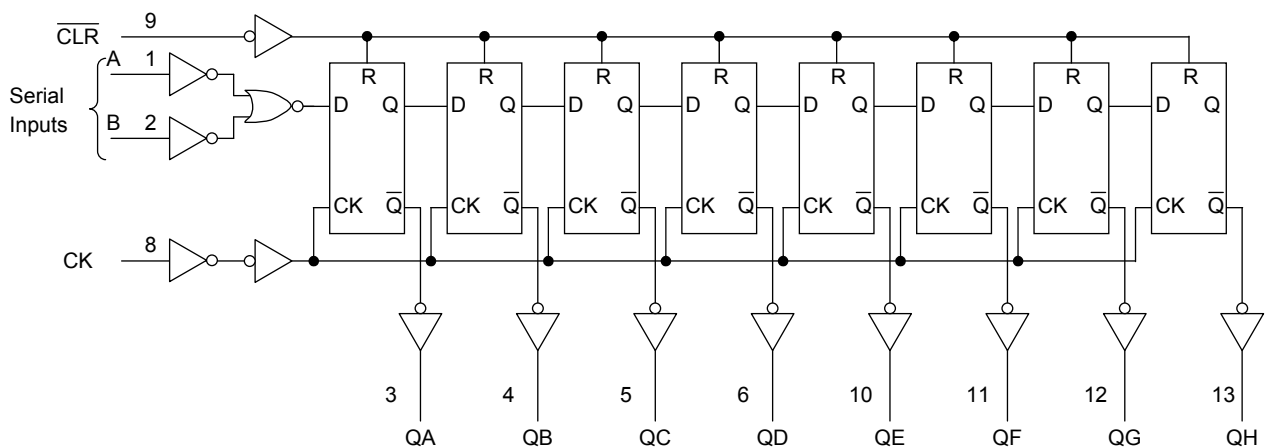 CLR 9
R R R R R R R R
A 1
Serial
Inputs
B 2
D Q D Q D Q D Q D Q D Q D Q D Q
CK Q CK Q CK Q CK Q CK Q CK Q CK Q CK Q
CK 8
3 4 5 6 10 11 12 13
QA QB QC QD QE QF QG QH